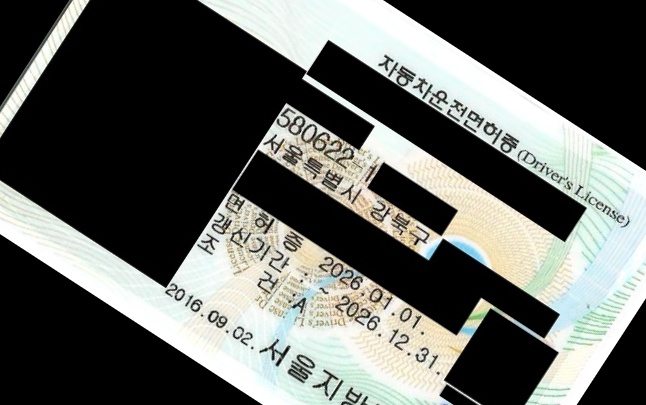 자동차운전면허증 (Driver's License)
580622-1
서울특별시 강북구
면 허 증 2026.01.01.
갱신기간 : ~ 2026.12.31.
조 건 :A
2016.09.02. 서울지방